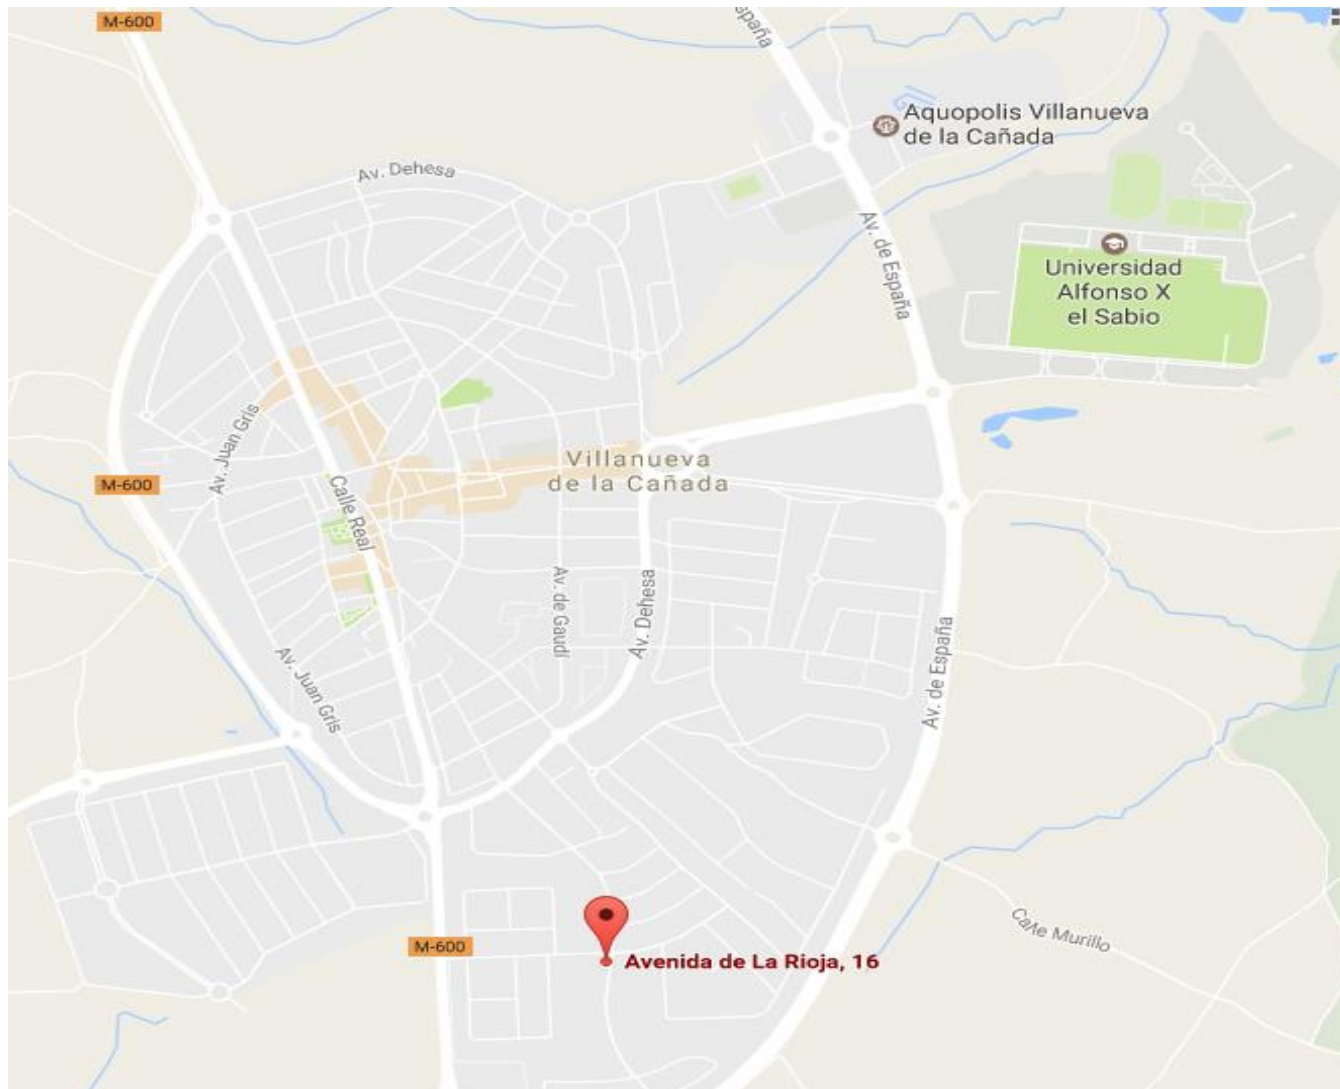 M-600
España
Aquopolis Villanueva
de la Cañada
Av. Dehesa
Av. de España
Universidad
Alfonso X
el Sabio
Av. Juan Gris
Villanueva
de la Cañada
M-600
Calle Real
Av. de Gaudí
Av. Dehesa
Av. de España
Av. Juan Gris
Calle Murillo
M-600
Avenida de La Rioja, 16